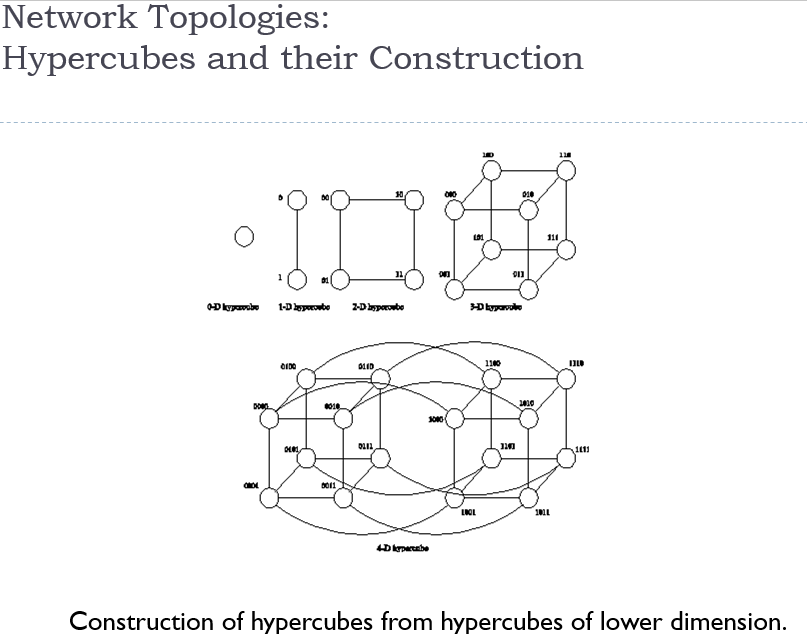 Network Topologies:
Hypercubes and their Construction
100 110
0 00 10 000 010
101 111
1 01 11 001 011
0-D hypercube 1-D hypercube 2-D hypercube 3-D hypercube
0100 0110 1100 1110
0000 0010 1000 1010
0101 0111 1101 1111
0001 0011 1001 1011
4-D hypercube
Construction of hypercubes from hypercubes of lower dimension.